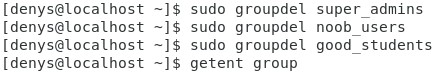 [denys@localhost ~]$ sudo groupdel super_admins
[denys@localhost ~]$ sudo groupdel noob_users
[denys@localhost ~]$ sudo groupdel good_students
[denys@localhost ~]$ getent group